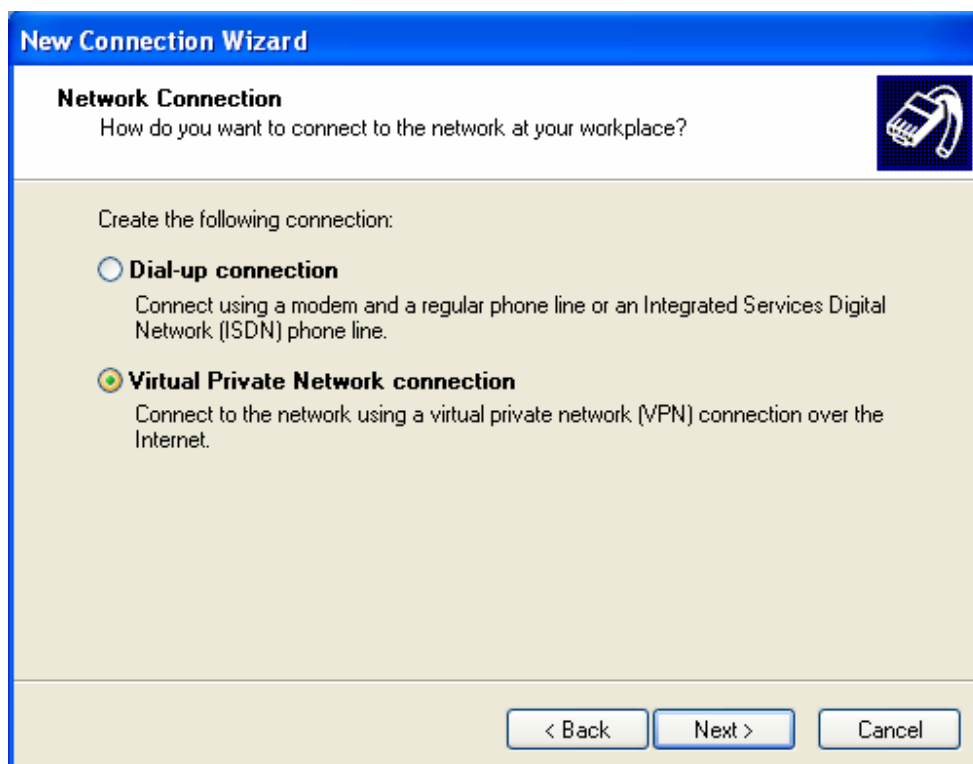 New Connection Wizard
Network Connection
How do you want to connect to the network at your workplace?
Create the following connection:
Dial-up connection
Connect using a modem and a regular phone line or an Integrated Services Digital
Network (ISDN) phone line.
Virtual Private Network connection
Connect to the network using a virtual private network (VPN) connection over the
Internet.
< Back
Next >
Cancel